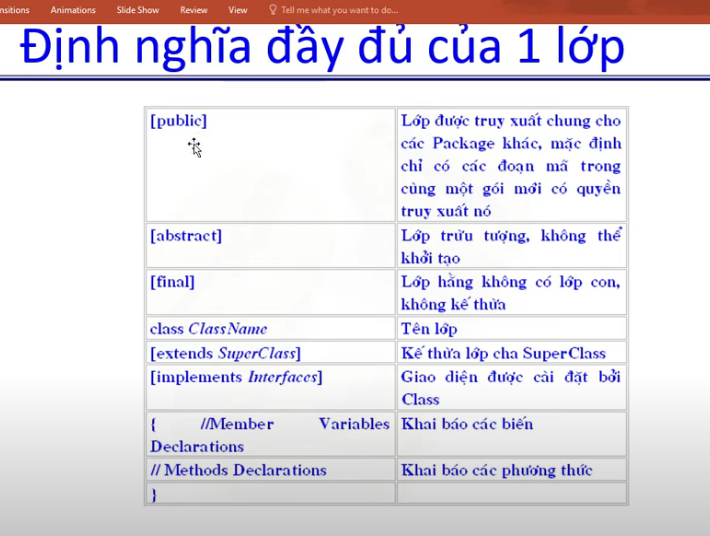 nsitions Animations Slide Show Review View Tell me what you want to do...
Định nghĩa đầy đủ của 1 lớp
[public] Lớp được truy xuất chung cho
các Package khác, mặc định
chỉ có các đoạn mã trong
cùng một gói mới có quyền
truy xuất nó
[abstract] Lớp trừu tượng, không thể
khởi tạo
[final] Lớp hằng không có lớp con,
không kế thừa
class ClassName Tên lớp
[extends SuperClass] Kế thừa lớp cha SuperClass
[implements Interfaces] Giao diện được cài đặt bởi
Class
{ //Member Variables Khai báo các biến
Declarations
// Methods Declarations Khai báo các phương thức
}